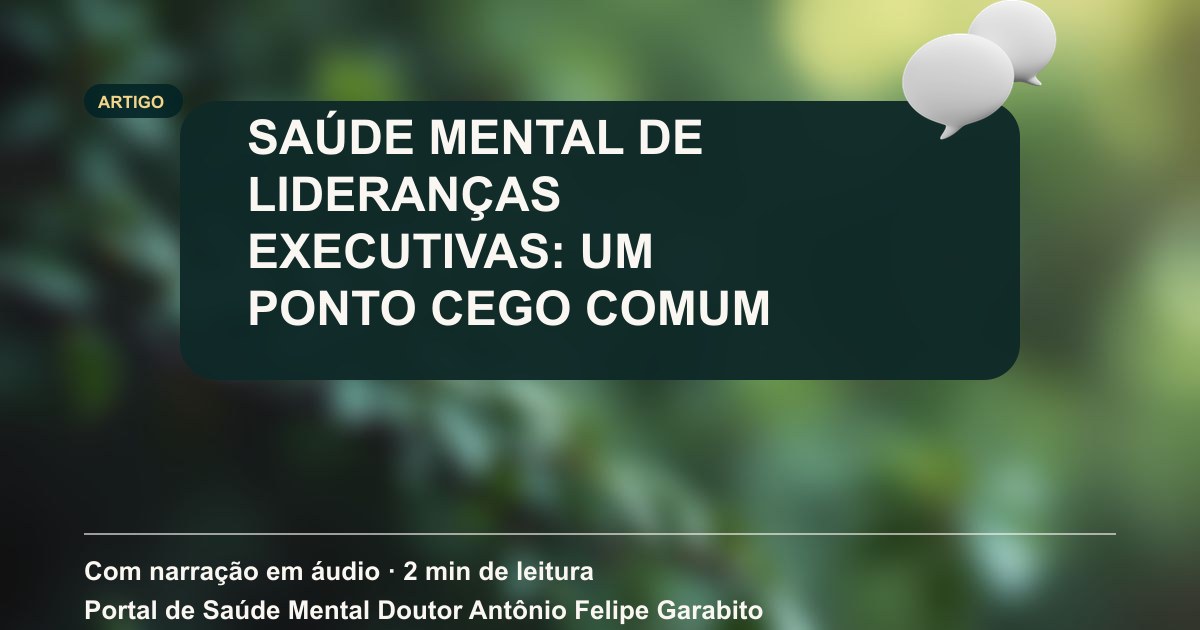 ARTIGO
SAÚDE MENTAL DE
LIDERANÇAS
EXECUTIVAS: UM
PONTO CEGO COMUM
Com narração em áudio · 2 min de leitura
Portal de Saúde Mental Doutor Antônio Felipe Garabito